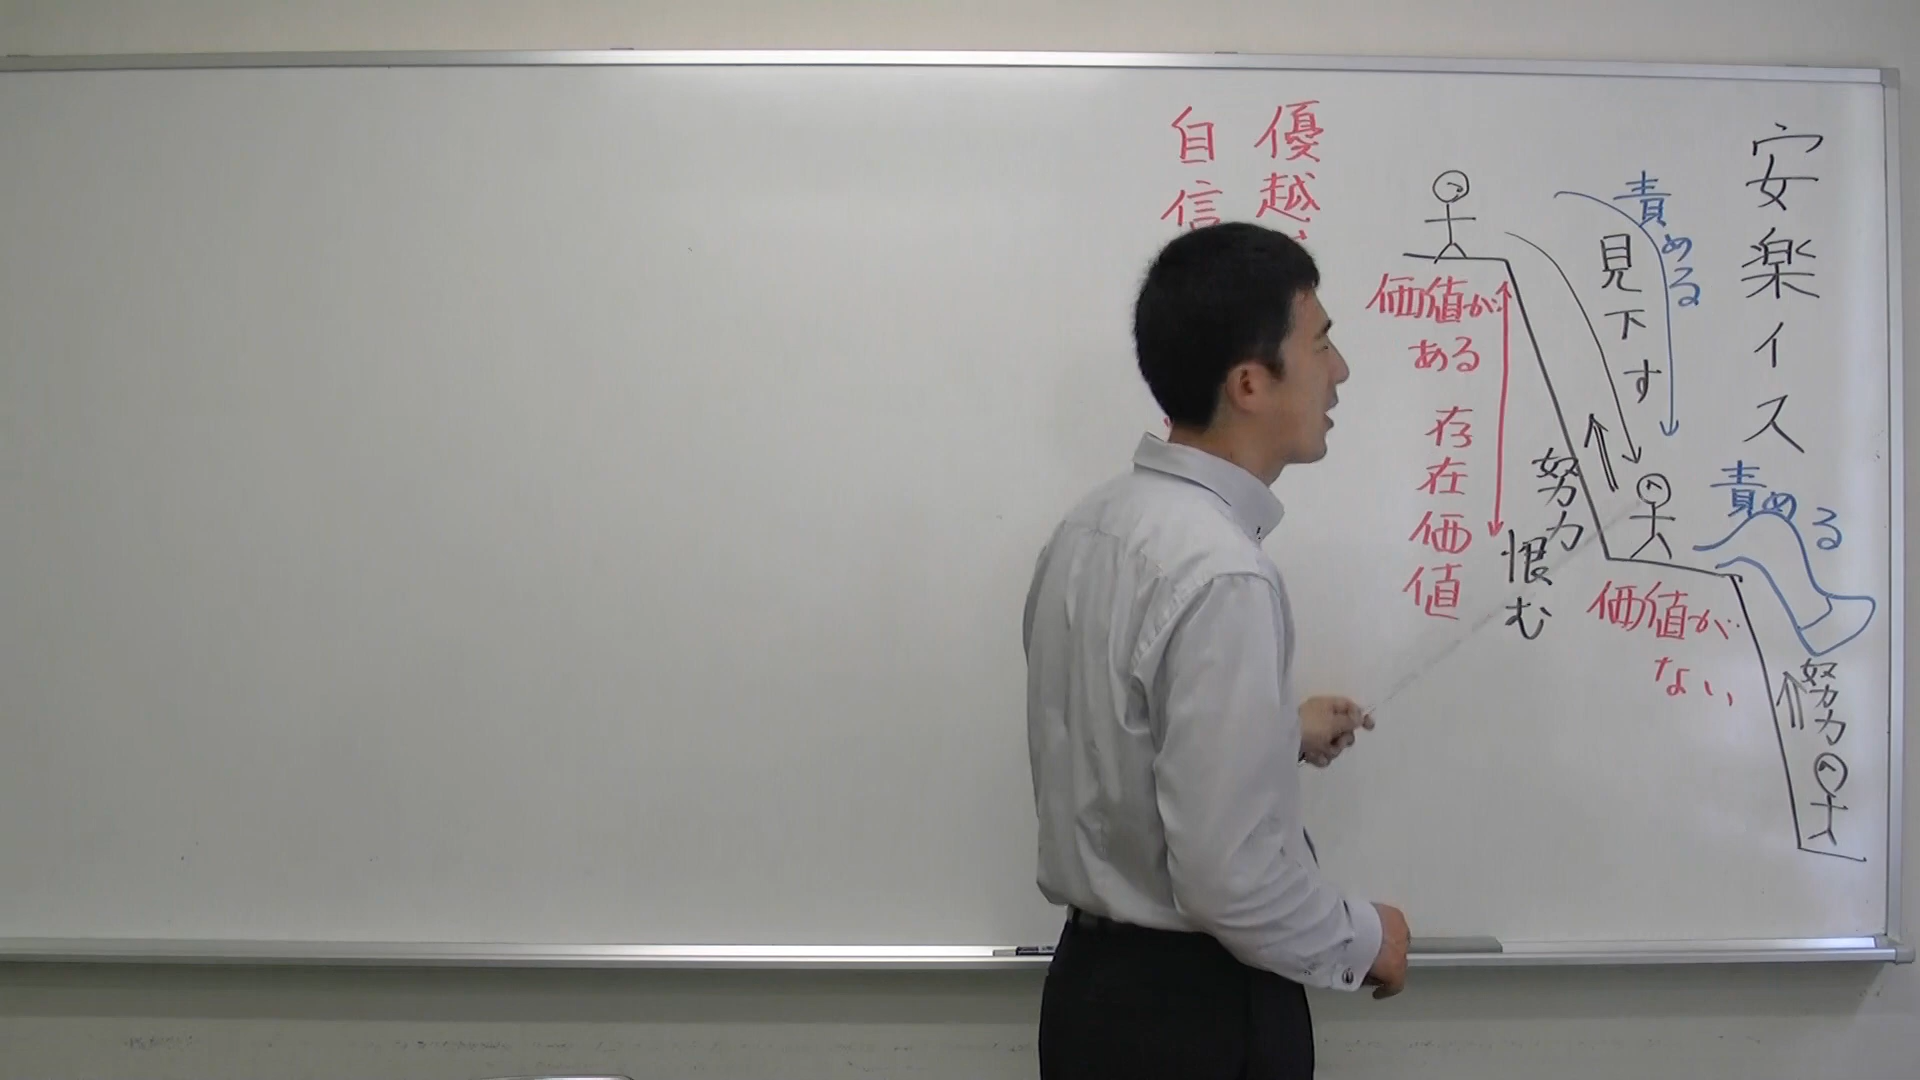 安楽イス
責める
見下す
責める
努力
努力
恨む
価値が
ある
存在価値
価値が
ない
優越
自信